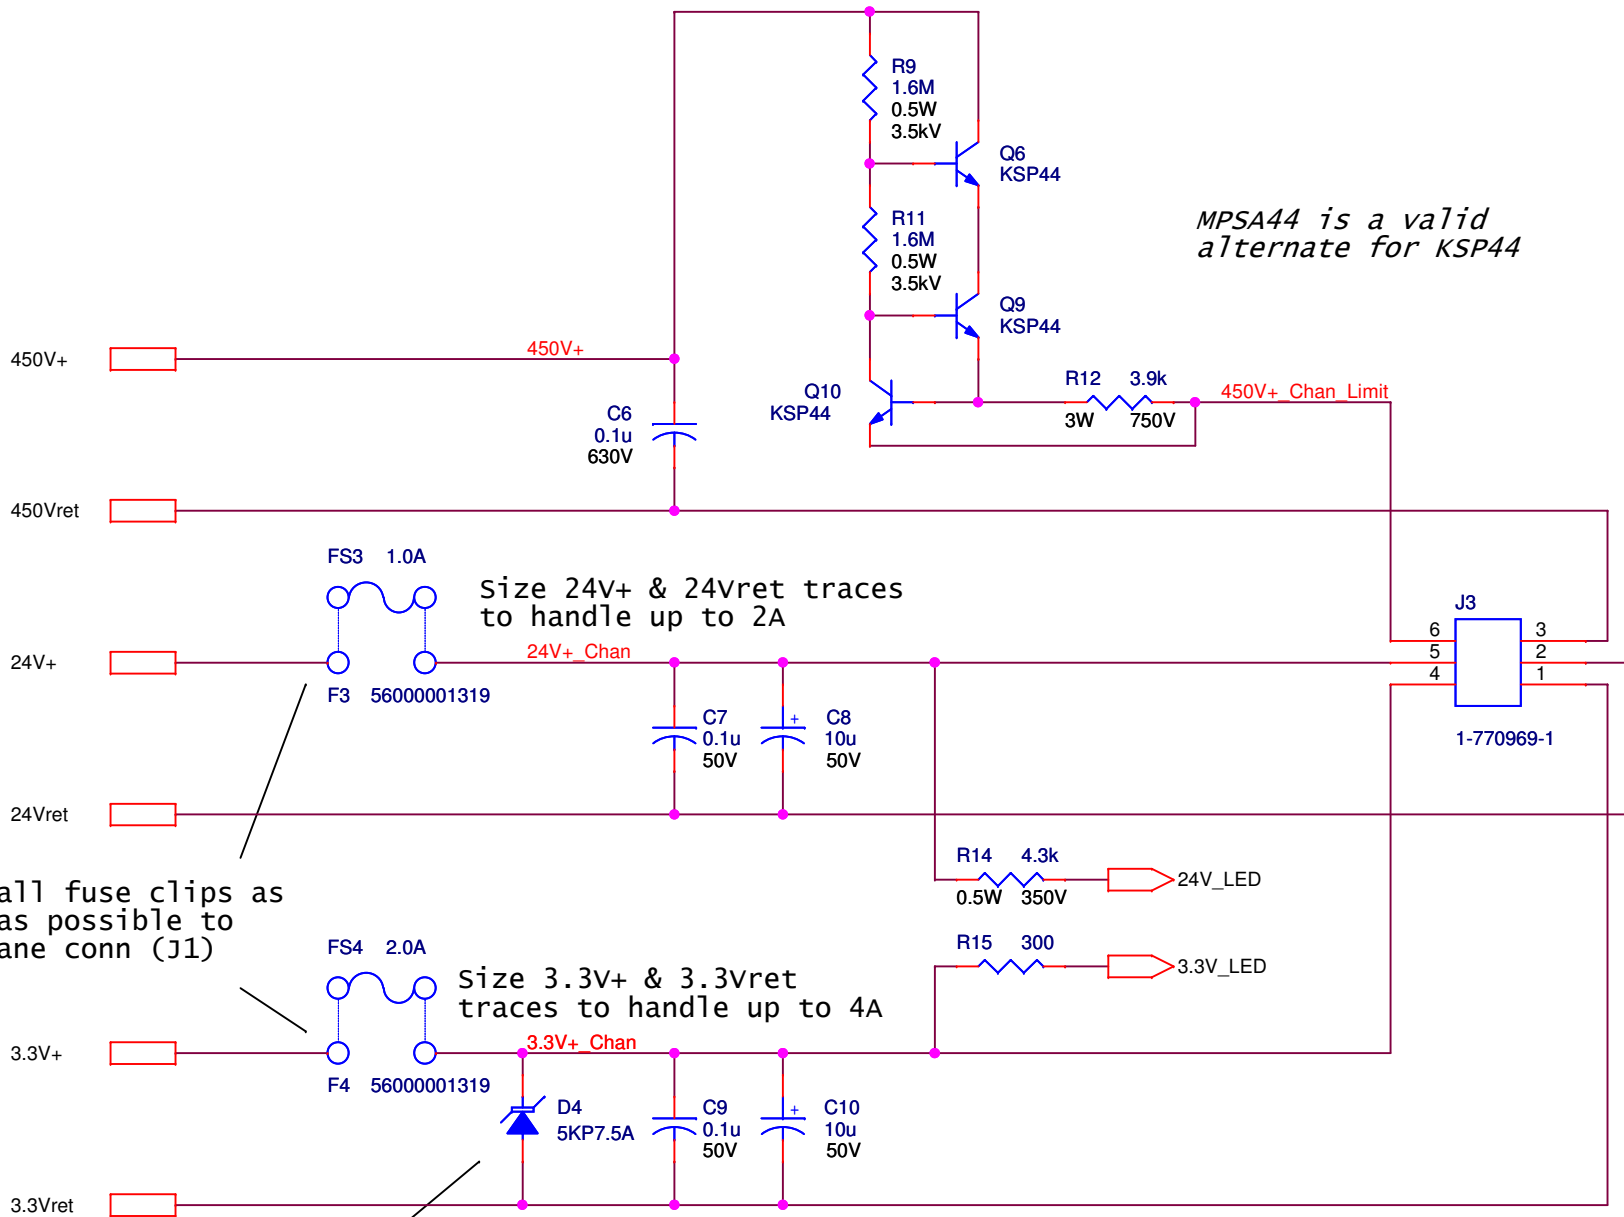 R9
1.6M
0.5W
3.5kV
Q6
KSP44
R11
1.6M
0.5W
3.5kV
MPSA44 is a valid
alternate for KSP44
Q9
KSP44
450V+
450V+
Q10
KSP44
R12 3.9k
3W 750V
450V+_Chan_Limit
C6
0.1u
630V
450Vret
FS3 1.0A
Size 24V+ & 24Vret traces
to handle up to 2A
24V+
24V+_Chan
F3 56000001319
J3
6 3
5 2
4 1
1-770969-1
C7
0.1u
50V
+ C8
10u
50V
24Vret
R14 4.3k
0.5W 350V
24V_LED
all fuse clips as
as possible to
ane conn (J1)
R15 300
3.3V_LED
FS4 2.0A
Size 3.3V+ & 3.3Vret
traces to handle up to 4A
3.3V+
3.3V+_Chan
F4 56000001319
D4
5KP7.5A
C9
0.1u
50V
+ C10
10u
50V
3.3Vret